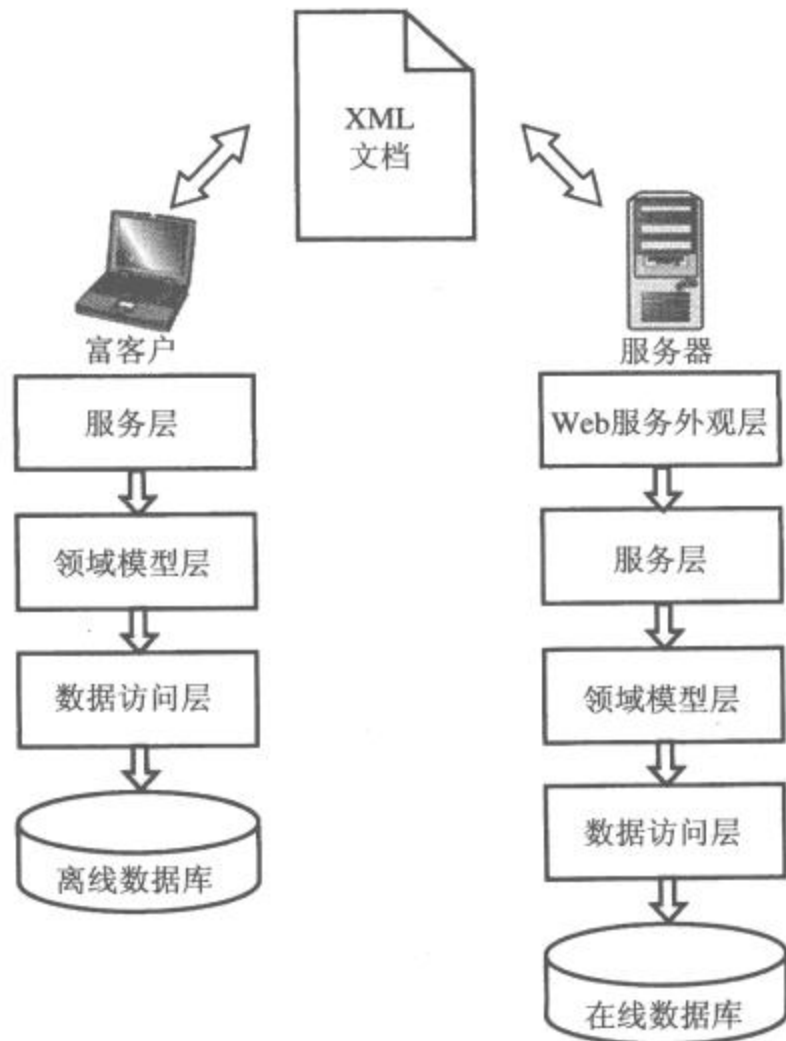 XML
文档
富客户
服务器
服务层
Web服务外观层
领域模型层
服务层
数据访问层
领域模型层
离线数据库
数据访问层
在线数据库